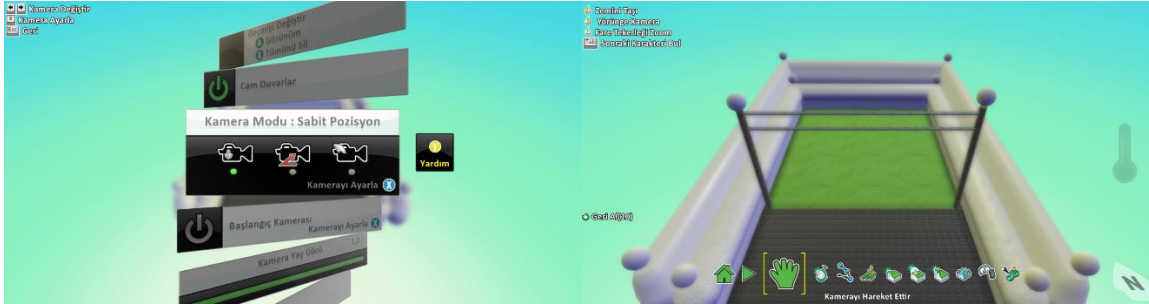 Kamera Değiştir
X Kamera Ayarla
Esc Geri
Geçmişi Değiştir
A Görünüm
X Tümünü Sil
Cam Duvarlar
Kamera Modu : Sabit Pozisyon
Kamerayı Ayarla X
Y
Yardım
Başlangıç Kamerası
Kamerayı Ayarla X
Kamera Yay Gücü
Zemini Taşı
Yörünge Kamera
Fare Tekerleği Zoom
Sonraki Karakteri Bul
Geri Al(10)
Kamerayı Hareket Ettir
N